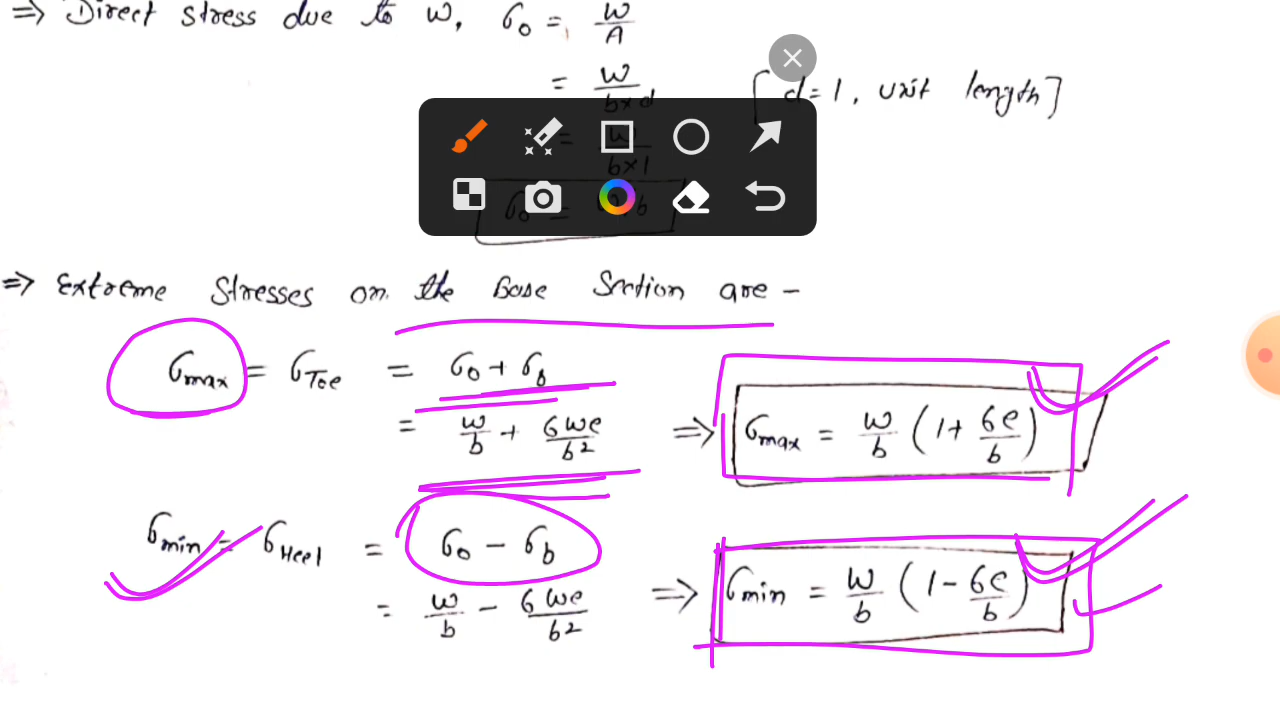 ⇒ Direct stress due to W, σ₀ = W/A
= W/b×d [d=1, unit length]
= W/b×1
⇒ Extreme Stresses on the Base Section are –
σmax = σToe = σ₀ + σb
= W/b + 6We/b² ⇒ σmax = W/b (1+ 6e/b)
σmin = σHeel = σ₀ – σb
= W/b – 6We/b² ⇒ σmin = W/b (1– 6e/b)